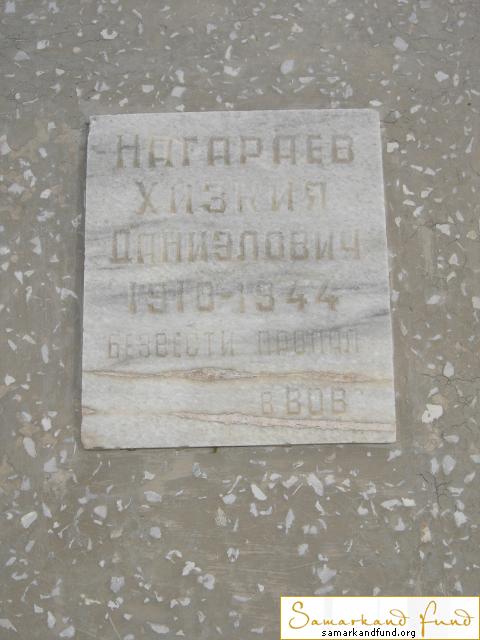 НАГАРАЕВ
ХИЗКИЯ
ДАНИЭЛОВИЧ
1910-1944
БЕЗВЕСТИ ПРОПАЛ
В ВОВ
Samarkand Fund
samarkandfund.org